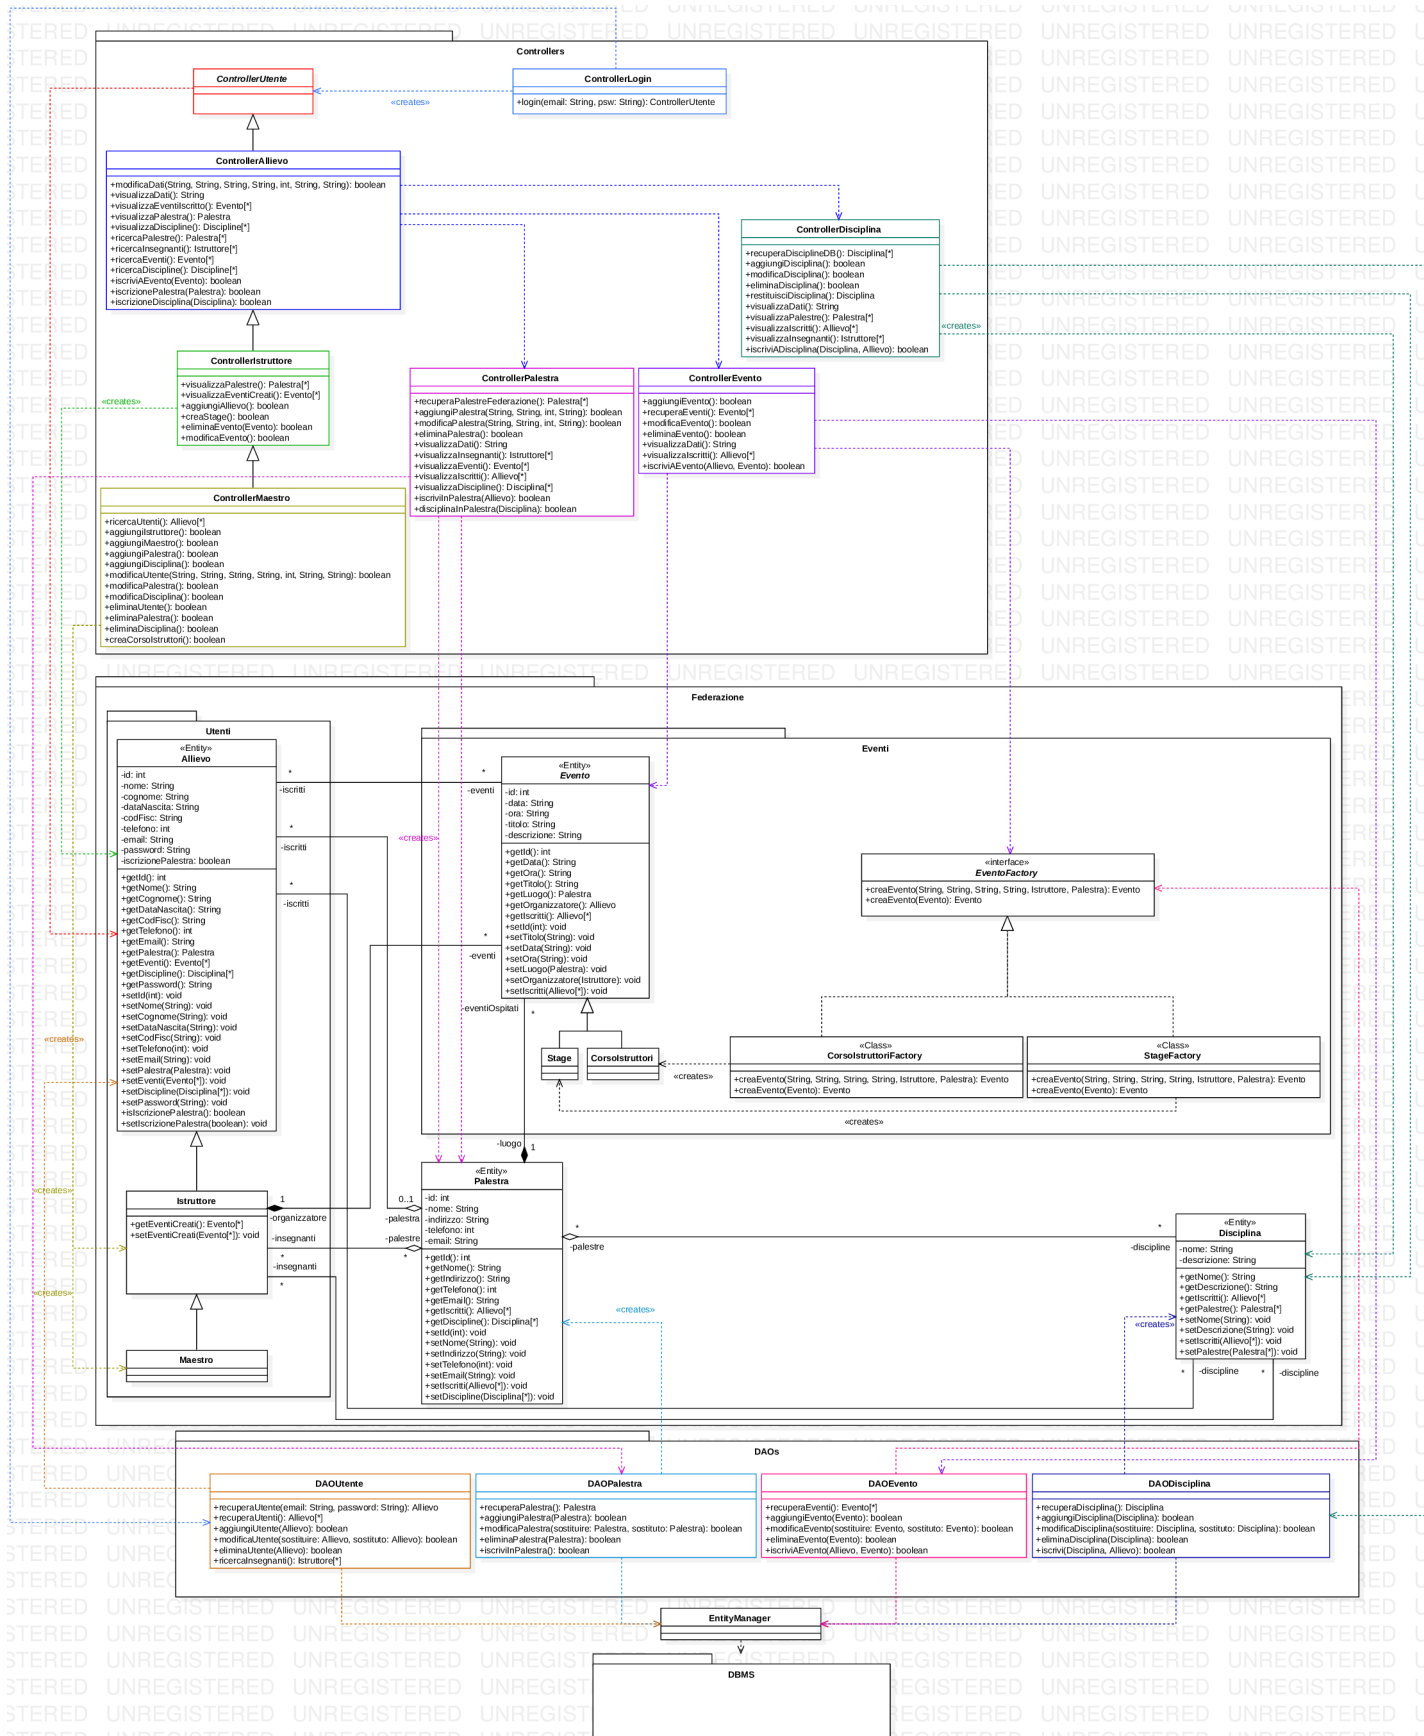 Controllers
ControllerUtente
ControllerLogin
+login(email: String, psw: String): ControllerUtente
«creates»
ControllerAllievo
+modificaDati(String, String, String, String, int, String, String): boolean
+visualizzaDati(): String
+visualizzaEventiIscritto(): Evento[*]
+visualizzaPalestra(): Palestra
+visualizzaDiscipline(): Discipline[*]
+ricercaPalestre(): Palestra[*]
+ricercaInsegnanti(): Istruttore[*]
+ricercaEventi(): Evento[*]
+ricercaDiscipline(): Discipline[*]
+iscriviAEvento(Evento): boolean
+iscrizionePalestra(Palestra): boolean
+iscrizioneDisciplina(Disciplina): boolean
ControllerDisciplina
+recuperaDisciplineDB(): Disciplina[*]
+aggiungiDisciplina(): boolean
+modificaDisciplina(): boolean
+eliminaDisciplina(): boolean
+restituisciDisciplina(): Disciplina
+visualizzaDati(): String
+visualizzaPalestre(): Palestra[*]
+visualizzaIscritti(): Allievo[*]
+visualizzaInsegnanti(): Istruttore[*]
+iscriviADisciplina(Disciplina, Allievo): boolean
«creates»
ControllerIstruttore
+visualizzaPalestre(): Palestra[*]
+visualizzaEventiCreati(): Evento[*]
+aggiungiAllievo(): boolean
+creaStage(): boolean
+eliminaEvento(Evento): boolean
+modificaEvento(): boolean
«creates»
ControllerPalestra
+recuperaPalestreFederazione(): Palestra[*]
+aggiungiPalestra(String, String, int, String): boolean
+modificaPalestra(String, String, int, String): boolean
+eliminaPalestra(): boolean
+visualizzaDati(): String
+visualizzaInsegnanti(): Istruttore[*]
+visualizzaEventi(): Evento[*]
+visualizzaIscritti(): Allievo[*]
+visualizzaDiscipline(): Disciplina[*]
+iscriviInPalestra(Allievo): boolean
+disciplinaInPalestra(Disciplina): boolean
ControllerEvento
+aggiungiEvento(): boolean
+recuperaEventi(): Evento[*]
+modificaEvento(): boolean
+eliminaEvento(): boolean
+visualizzaDati(): String
+visualizzaIscritti(): Allievo[*]
+iscriviAEvento(Allievo, Evento): boolean
ControllerMaestro
+ricercaUtenti(): Allievo[*]
+aggiungiIstruttore(): boolean
+aggiungiMaestro(): boolean
+aggiungiPalestra(): boolean
+aggiungiDisciplina(): boolean
+modificaUtente(String, String, String, String, int, String, String): boolean
+modificaPalestra(): boolean
+modificaDisciplina(): boolean
+eliminaUtente(): boolean
+eliminaPalestra(): boolean
+eliminaDisciplina(): boolean
+creaCorsoIstruttori(): boolean
Federazione
Utenti
«Entity»
Allievo
-id: int
-nome: String
-cognome: String
-dataNascita: String
-codFisc: String
-telefono: int
-email: String
-password: String
-iscrizionePalestra: boolean
+getId(): int
+getNome(): String
+getCognome(): String
+getDataNascita(): String
+getCodFisc(): String
+getTelefono(): int
+getEmail(): String
+getPalestra(): Palestra
+getEventi(): Evento[*]
+getDiscipline(): Disciplina[*]
+getPassword(): String
+setId(int): void
+setNome(String): void
+setCognome(String): void
+setDataNascita(String): void
+setCodFisc(String): void
+setTelefono(int): void
+setEmail(String): void
+setPalestra(Palestra): void
+setEventi(Evento[*]): void
+setDiscipline(Disciplina[*]): void
+setPassword(String): void
+isIscrizionePalestra(): boolean
+setIscrizionePalestra(boolean): void
*
-iscritti
*
-iscritti
*
-iscritti
*
-eventi
*
-eventi
«creates»
«creates»
«creates»
«creates»
Eventi
«Entity»
Evento
-id: int
-data: String
-ora: String
-titolo: String
-descrizione: String
+getId(): int
+getData(): String
+getOra(): String
+getTitolo(): String
+getLuogo(): Palestra
+getOrganizzatore(): Allievo
+getIscritti(): Allievo[*]
+setId(int): void
+setTitolo(String): void
+setData(String): void
+setOra(String): void
+setLuogo(Palestra): void
+setOrganizzatore(Istruttore): void
+setIscritti(Allievo[*]): void
-eventiOspitati
*
«interface»
EventoFactory
+creaEvento(String, String, String, String, Istruttore, Palestra): Evento
+creaEvento(Evento): Evento
Stage
CorsoIstruttori
«creates»
«Class»
CorsoIstruttoriFactory
+creaEvento(String, String, String, String, Istruttore, Palestra): Evento
+creaEvento(Evento): Evento
«Class»
StageFactory
+creaEvento(String, String, String, String, Istruttore, Palestra): Evento
+creaEvento(Evento): Evento
«creates»
-luogo
1
Istruttore
+getEventiCreati(): Evento[*]
+setEventiCreati(Evento[*]): void
1
-organizzatore
-insegnanti
*
-insegnanti
*
0..1
-palestra
-palestre
*
Maestro
«Entity»
Palestra
-id: int
-nome: String
-indirizzo: String
-telefono: int
-email: String
+getId(): int
+getNome(): String
+getIndirizzo(): String
+getTelefono(): int
+getEmail(): String
+getIscritti(): Allievo[*]
+getDiscipline(): Disciplina[*]
+setId(int): void
+setNome(String): void
+setIndirizzo(String): void
+setTelefono(int): void
+setEmail(String): void
+setIscritti(Allievo[*]): void
+setDiscipline(Disciplina[*]): void
*
-palestre
*
-discipline
«creates»
«Entity»
Disciplina
-nome: String
-descrizione: String
+getNome(): String
+getDescrizione(): String
+getIscritti(): Allievo[*]
+getPalestre(): Palestra[*]
+setNome(String): void
+setDescrizione(String): void
+setIscritti(Allievo[*]): void
+setPalestre(Palestra[*]): void
«creates»
*
-discipline
*
-discipline
DAOs
DAOUtente
+recuperaUtente(email: String, password: String): Allievo
+recuperaUtenti(): Allievo[*]
+aggiungiUtente(Allievo): boolean
+modificaUtente(sostituire: Allievo, sostituto: Allievo): boolean
+eliminaUtente(Allievo): boolean
+ricercaInsegnanti(): Istruttore[*]
DAOPalestra
+recuperaPalestra(): Palestra
+aggiungiPalestra(Palestra): boolean
+modificaPalestra(sostituire: Palestra, sostituto: Palestra): boolean
+eliminaPalestra(Palestra): boolean
+iscriviInPalestra(): boolean
DAOEvento
+recuperaEventi(): Evento[*]
+aggiungiEvento(Evento): boolean
+modificaEvento(sostituire: Evento, sostituto: Evento): boolean
+eliminaEvento(Evento): boolean
+iscriviAEvento(Allievo, Evento): boolean
DAODisciplina
+recuperaDisciplina(): Disciplina
+aggiungiDisciplina(Disciplina): boolean
+modificaDisciplina(sostituire: Disciplina, sostituto: Disciplina): boolean
+eliminaDisciplina(Disciplina): boolean
+iscrivi(Disciplina, Allievo): boolean
EntityManager
DBMS
UNREGISTERED